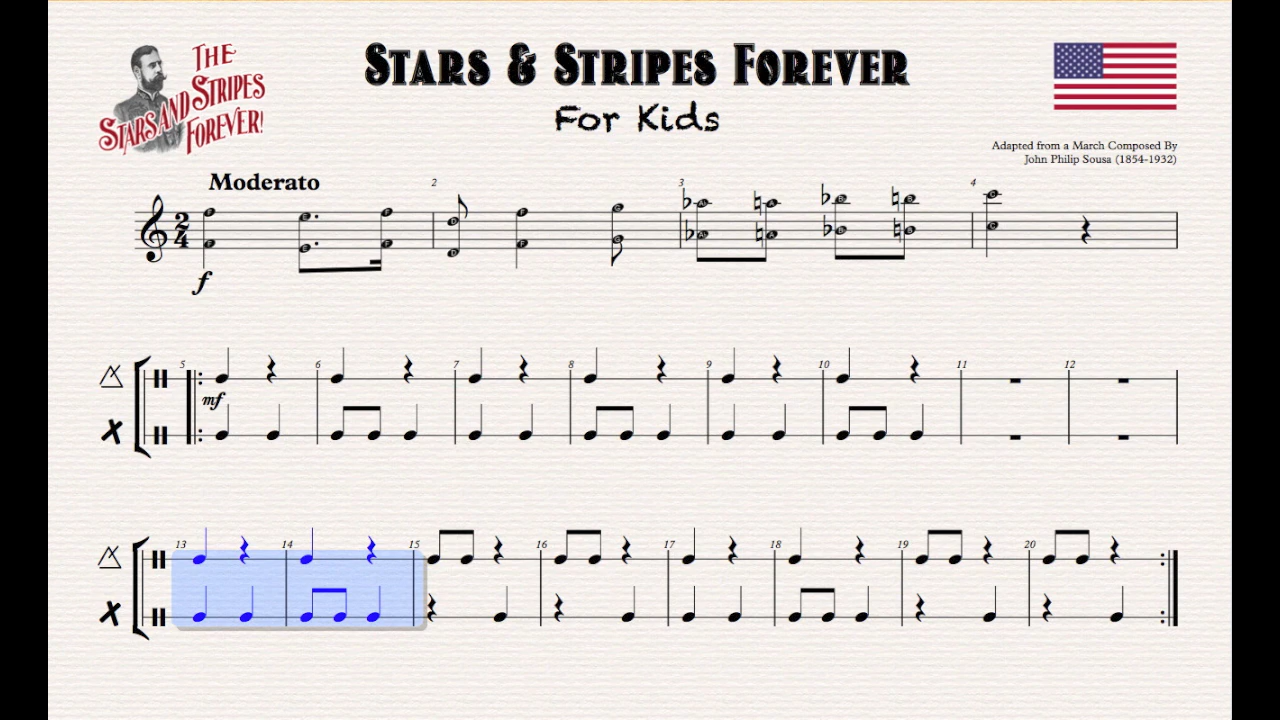 THE
STARS AND STRIPES
FOREVER!
STARS & STRIPES FOREVER
For Kids
Adapted from a March Composed By
John Philip Sousa (1854-1932)
Moderato
2 3 4
2
4
f
5 6 7 8 9 10 11 12
mf
13 14 15 16 17 18 19 20